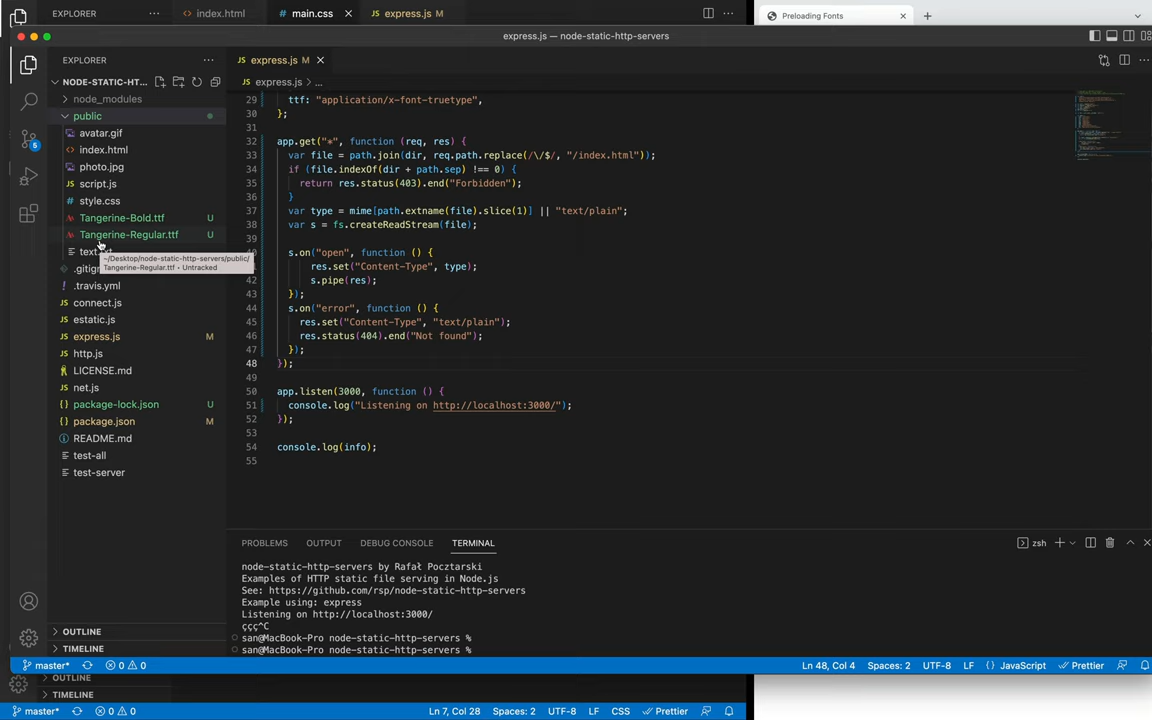 EXPLORER ... index.html main.css express.js M ...
Preloading Fonts
express.js — node-static-http-servers
EXPLORER ...
express.js M
NODE-STATIC-HT...
express.js > ...
node_modules
public
avatar.gif
index.html
photo.jpg
script.js
style.css
Tangerine-Bold.ttf U
Tangerine-Regular.ttf U
~/Desktop/node-static-http-servers/public/
Tangerine-Regular.ttf • Untracked
.travis.yml
JS connect.js
JS estatic.js
JS express.js M
JS http.js
LICENSE.md
JS net.js
{ } package-lock.json U
{ } package.json M
README.md
test-all
test-server
OUTLINE
TIMELINE
29 ttf: "application/x-font-truetype",
30 };
31
32 app.get("*", function (req, res) {
33 var file = path.join(dir, req.path.replace(/\/$/, "/index.html"));
34 if (file.indexOf(dir + path.sep) !== 0) {
35 return res.status(403).end("Forbidden");
36 }
37 var type = mime[path.extname(file).slice(1)] || "text/plain";
38 var s = fs.createReadStream(file);
39
s.on("open", function () {
res.set("Content-Type", type);
42 s.pipe(res);
43 });
44 s.on("error", function () {
45 res.set("Content-Type", "text/plain");
46 res.status(404).end("Not found");
47 });
48 });
49
50 app.listen(3000, function () {
51 console.log("Listening on http://localhost:3000/");
52 });
53
54 console.log(info);
55
PROBLEMS OUTPUT DEBUG CONSOLE TERMINAL
zsh
node-static-http-servers by Rafał Pocztarski
Examples of HTTP static file serving in Node.js
See: https://github.com/rsp/node-static-http-servers
Example using: express
Listening on http://localhost:3000/
ççç^C
san@MacBook-Pro node-static-http-servers %
san@MacBook-Pro node-static-http-servers %
master* 0 0 Ln 48, Col 4 Spaces: 2 UTF-8 LF { } JavaScript Prettier
OUTLINE
TIMELINE
master* 0 0 Ln 7, Col 28 Spaces: 2 UTF-8 LF CSS Prettier